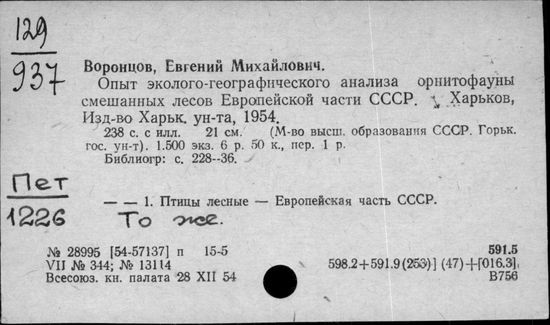 129
937
Воронцов, Евгений Михайлович.
Опыт эколого-географического анализа орнитофауны
смешанных лесов Европейской части СССР. Харьков,
Изд-во Харьк. ун-та, 1954.
238 с. с илл. 21 см. (М-во высш. образования СССР. Горьк.
гос. ун-т). 1.500 экз. 6 р. 50 к., пер. 1 р.
Библиогр: с. 228--36.
Пет
1226
— — 1. Птицы лесные — Европейская часть СССР.
То же.
№ 28995 [54-57137] п 15-5 591.5
VII № 344; № 13114 598.2+591.9(253)] (47)+[016.3]
Всесоюз. кн. палата 28 XII 54 В756